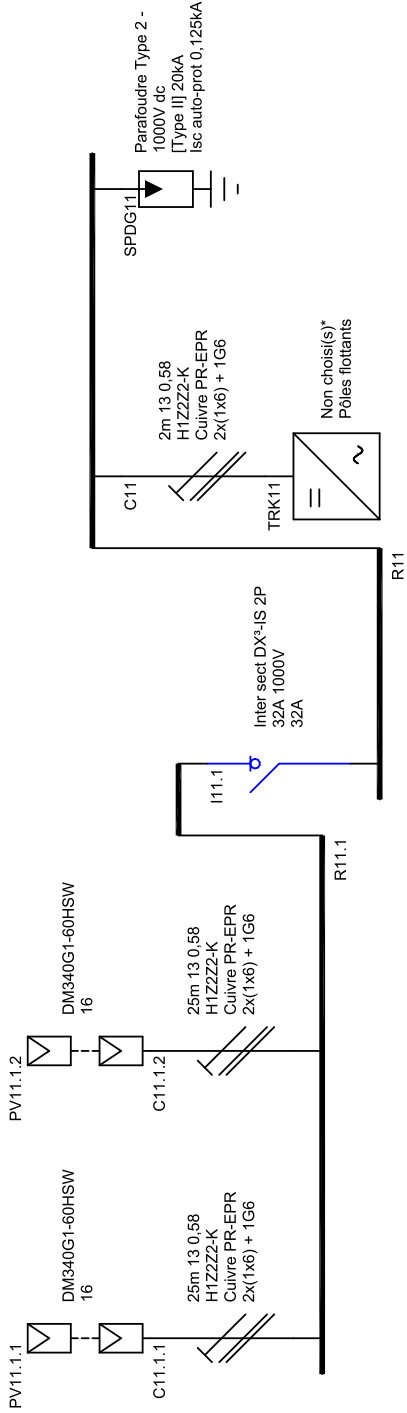 PV11.1.1
DM340G1-60HSW
16
C11.1.1
25m 13 0,58
H1Z2Z2-K
Cuivre PR-EPR
2x(1x6) + 1G6
PV11.1.2
DM340G1-60HSW
16
C11.1.2
25m 13 0,58
H1Z2Z2-K
Cuivre PR-EPR
2x(1x6) + 1G6
R11.1
I11.1
Inter sect DX³-IS 2P
32A 1000V
32A
R11
C11
2m 13 0,58
H1Z2Z2-K
Cuivre PR-EPR
2x(1x6) + 1G6
TRK11
Non choisi(s)*
Pôles flottants
SPDG11
Parafoudre Type 2 -
1000V dc
[Type II] 20kA
Isc auto-prot 0,125kA